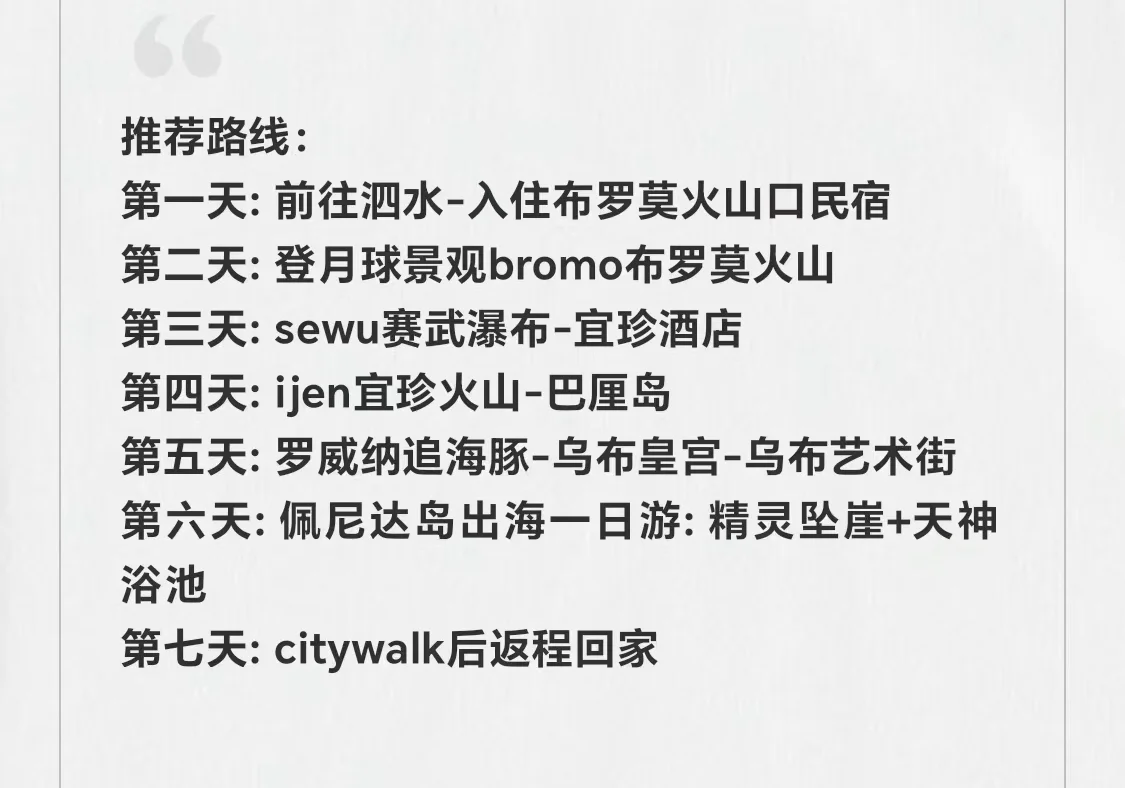 推荐路线：
第一天: 前往泗水-入住布罗莫火山口民宿
第二天: 登月球景观bromo布罗莫火山
第三天: sewu赛武瀑布-宜珍酒店
第四天: ijen宜珍火山-巴厘岛
第五天: 罗威纳追海豚-乌布皇宫-乌布艺术街
第六天: 佩尼达岛出海一日游: 精灵坠崖+天神
浴池
第七天: citywalk后返程回家